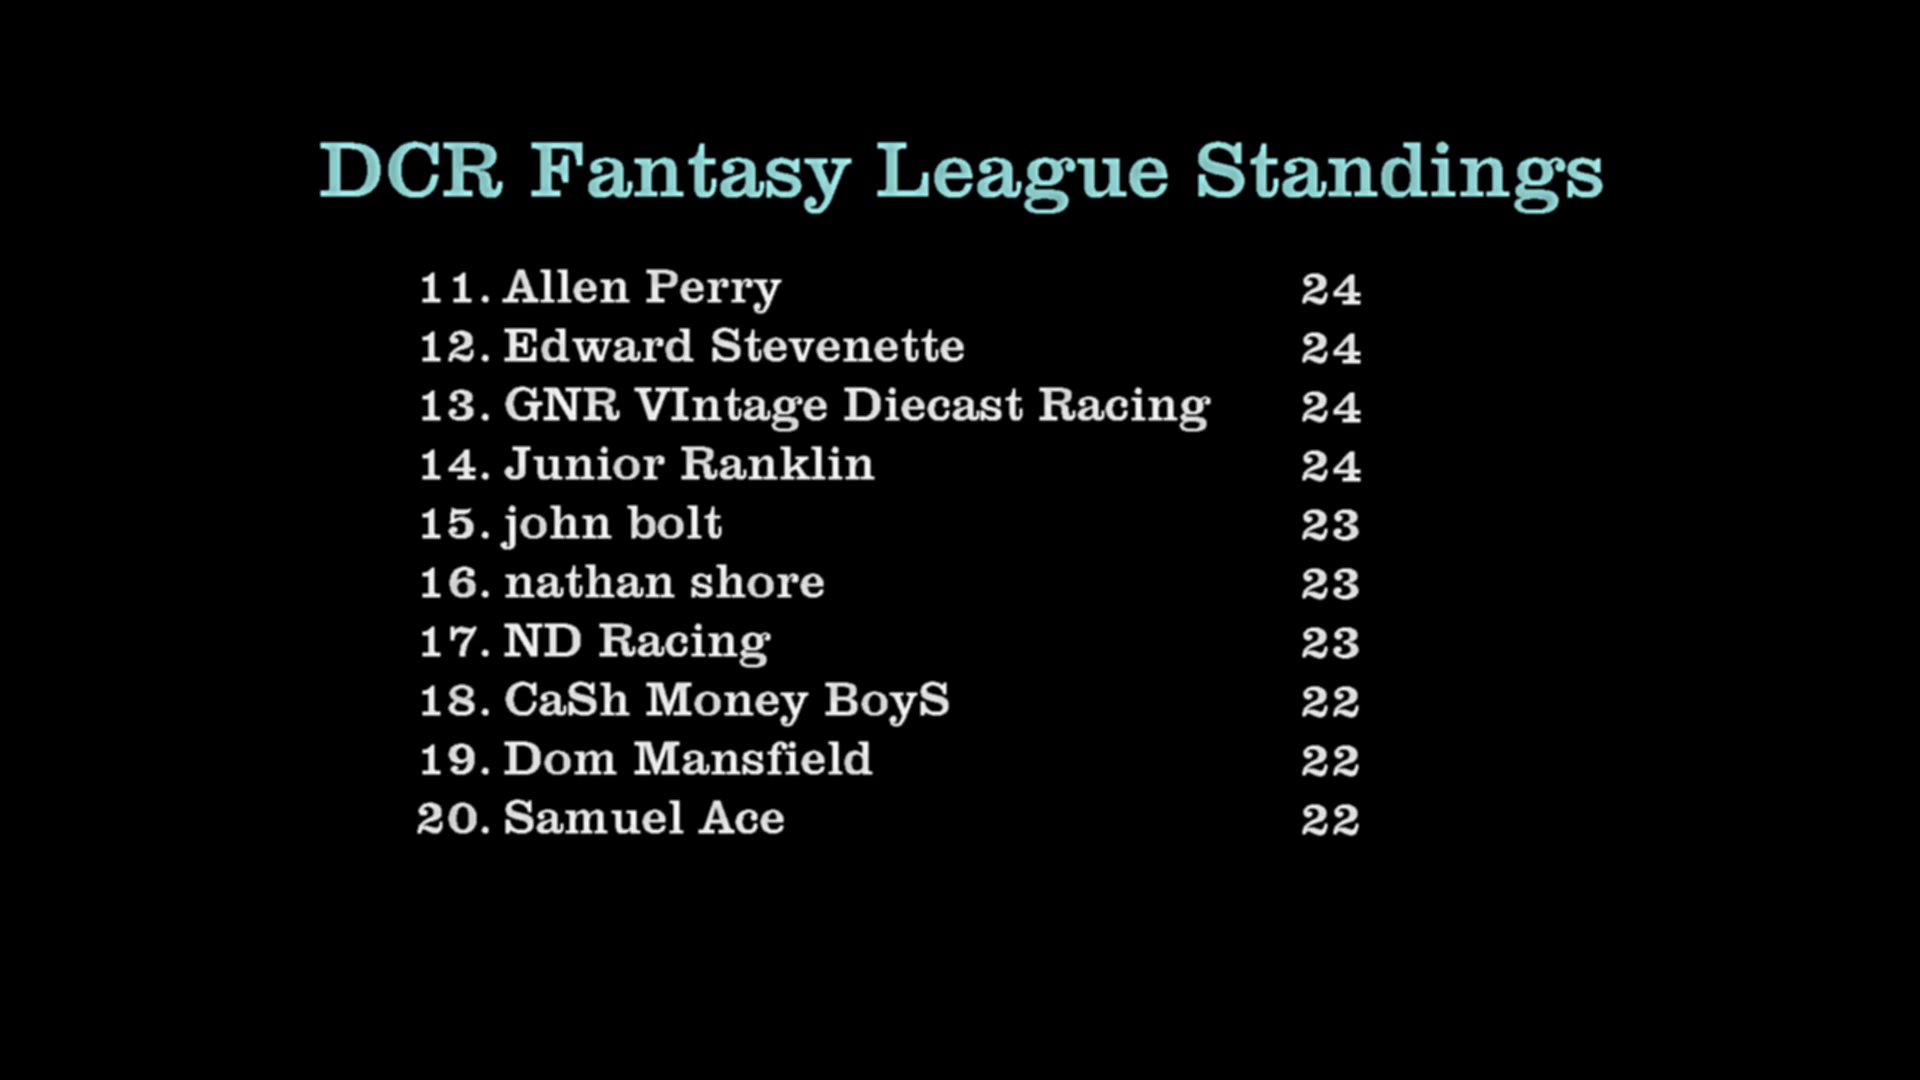 DCR Fantasy League Standings
11. Allen Perry 24
12. Edward Stevenette 24
13. GNR VIntage Diecast Racing 24
14. Junior Ranklin 24
15. john bolt 23
16. nathan shore 23
17. ND Racing 23
18. CaSh Money BoyS 22
19. Dom Mansfield 22
20. Samuel Ace 22